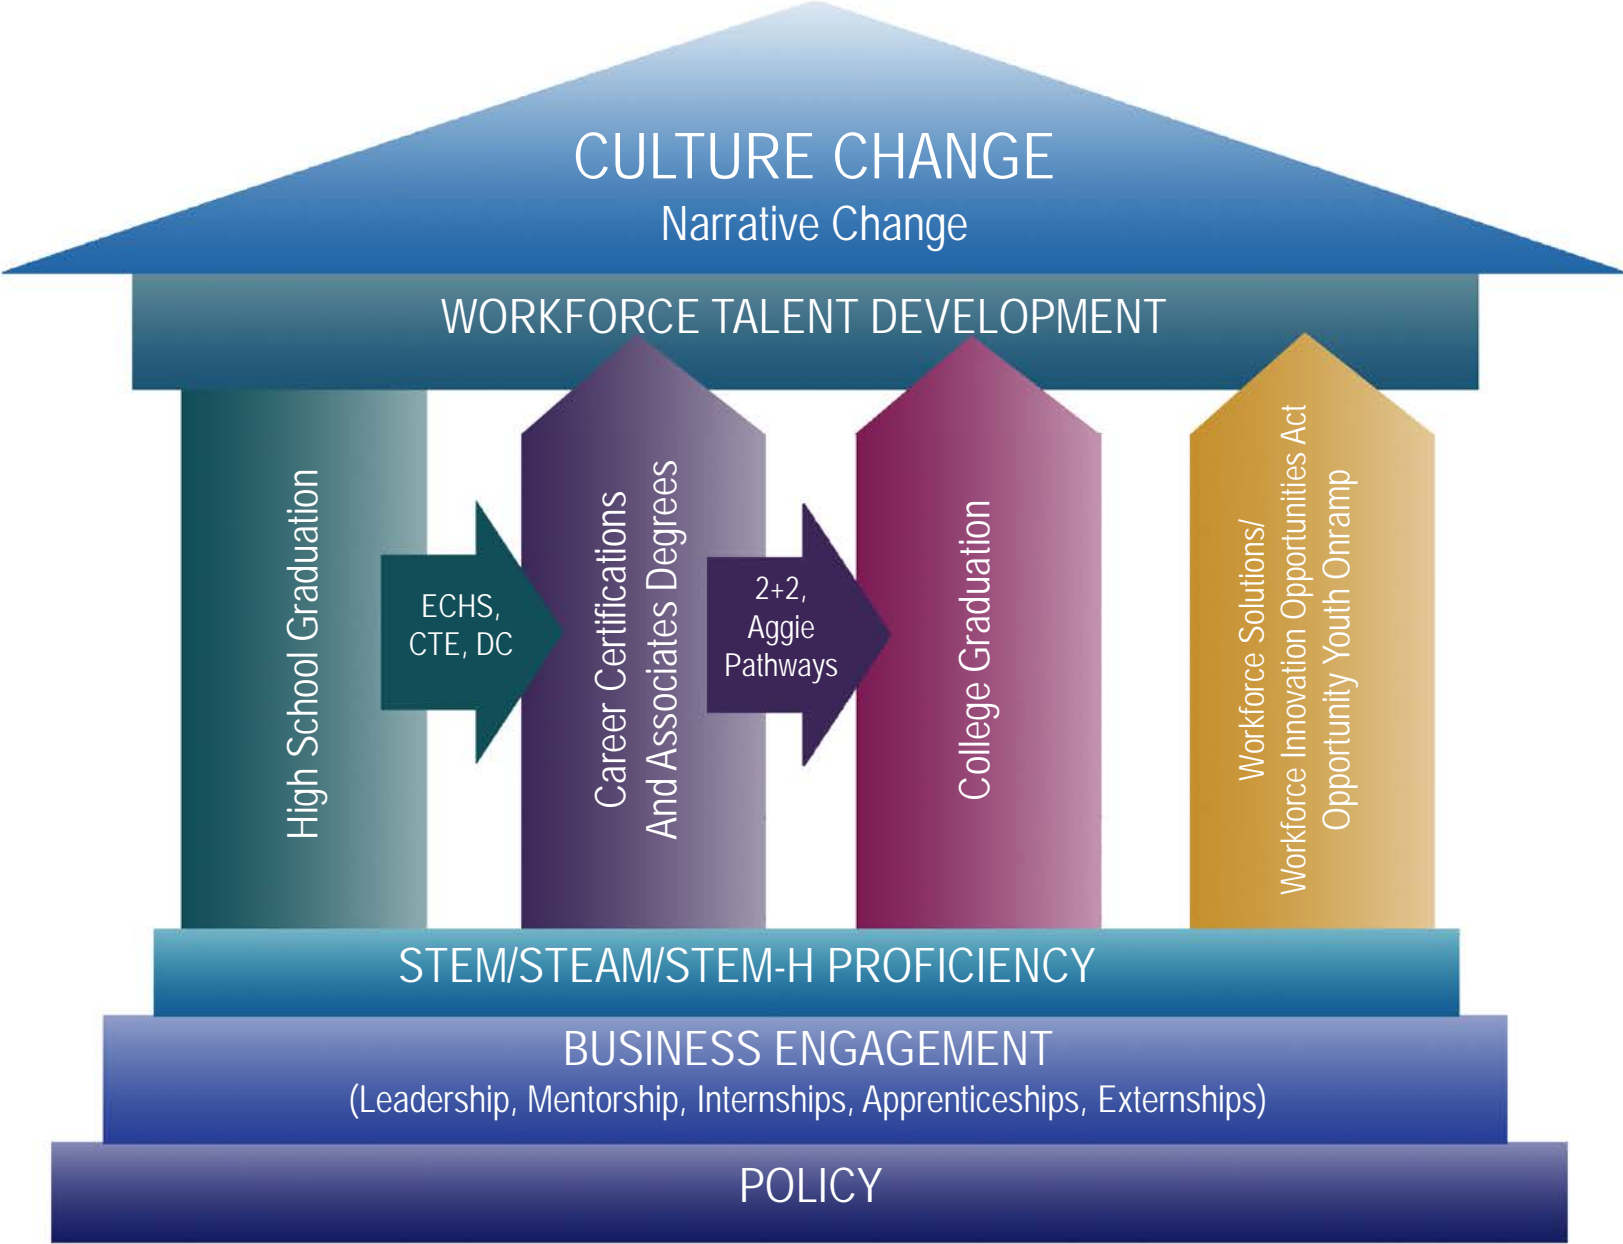 CULTURE CHANGE
Narrative Change
WORKFORCE TALENT DEVELOPMENT
High School Graduation
ECHS,
CTE, DC
Career Certifications
And Associates Degrees
2+2,
Aggie
Pathways
College Graduation
Workforce Solutions/
Workforce Innovation Opportunities Act
Opportunity Youth Onramp
STEM/STEAM/STEM-H PROFICIENCY
BUSINESS ENGAGEMENT
(Leadership, Mentorship, Internships, Apprenticeships, Externships)
POLICY